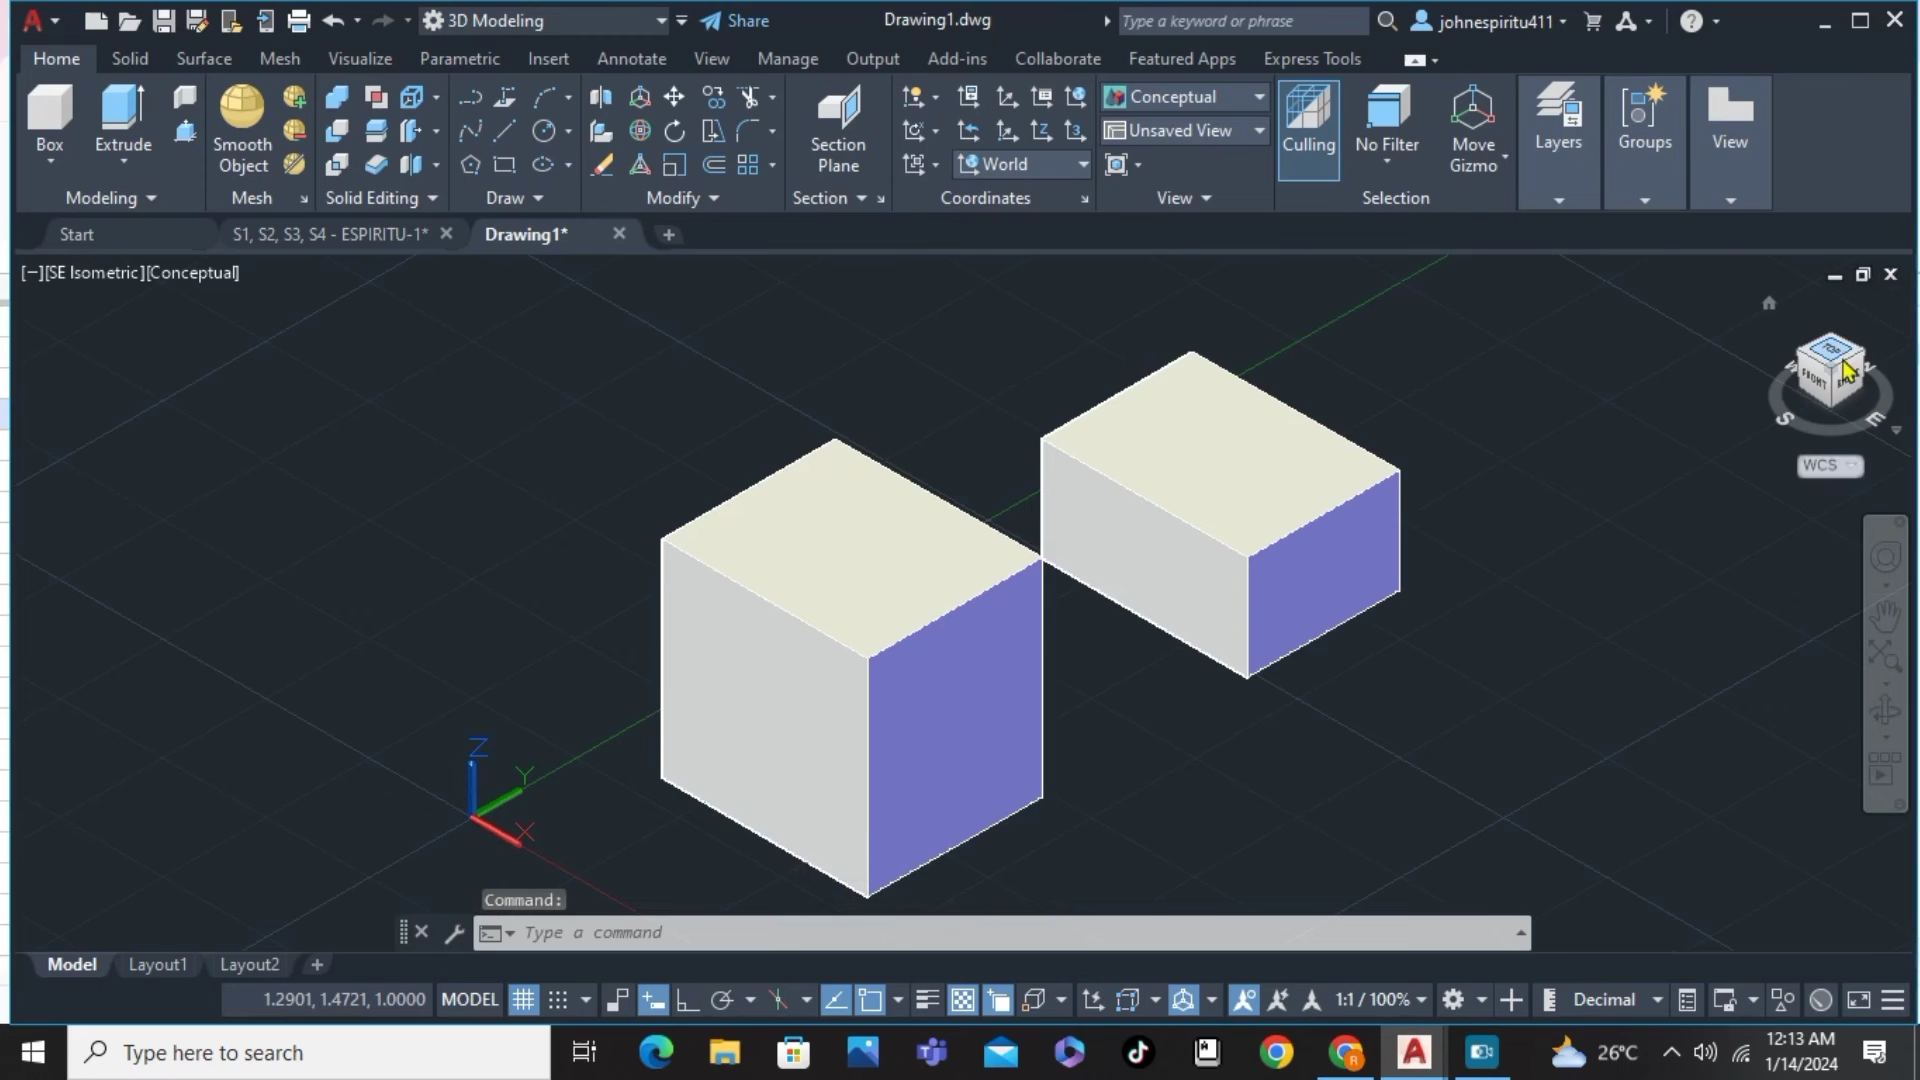 3D Modeling
Share
Drawing1.dwg
Type a keyword or phrase
johnespiritu411
Home
Solid
Surface
Mesh
Visualize
Parametric
Insert
Annotate
View
Manage
Output
Add-ins
Collaborate
Featured Apps
Express Tools
Box
Extrude
Smooth
Object
Section
Plane
World
Conceptual
Unsaved View
Culling
No Filter
Move
Gizmo
Layers
Groups
View
Modeling
Mesh
Solid Editing
Draw
Modify
Section
Coordinates
View
Selection
Start
S1, S2, S3, S4 - ESPIRITU-1*
Drawing1*
[−][SE Isometric][Conceptual]
TOP
FRONT
S
E
WCS
Z
Y
X
Command:
Type a command
Model
Layout1
Layout2
1.2901, 1.4721, 1.0000
MODEL
1:1 / 100%
Decimal
Type here to search
26°C
12:13 AM
1/14/2024